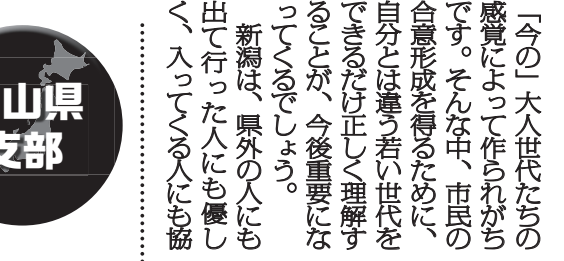 「今の」大人世代たちの
感覚によって作られがち
です。そんな中、市民の
合意形成を得るために、
自分とは違う若い世代を
できるだけ正しく理解す
ることが、今後重要にな
ってくるでしょう。
新潟は、県外の人にも
出て行った人にも優し
く、入ってくる人にも協
山県
支部